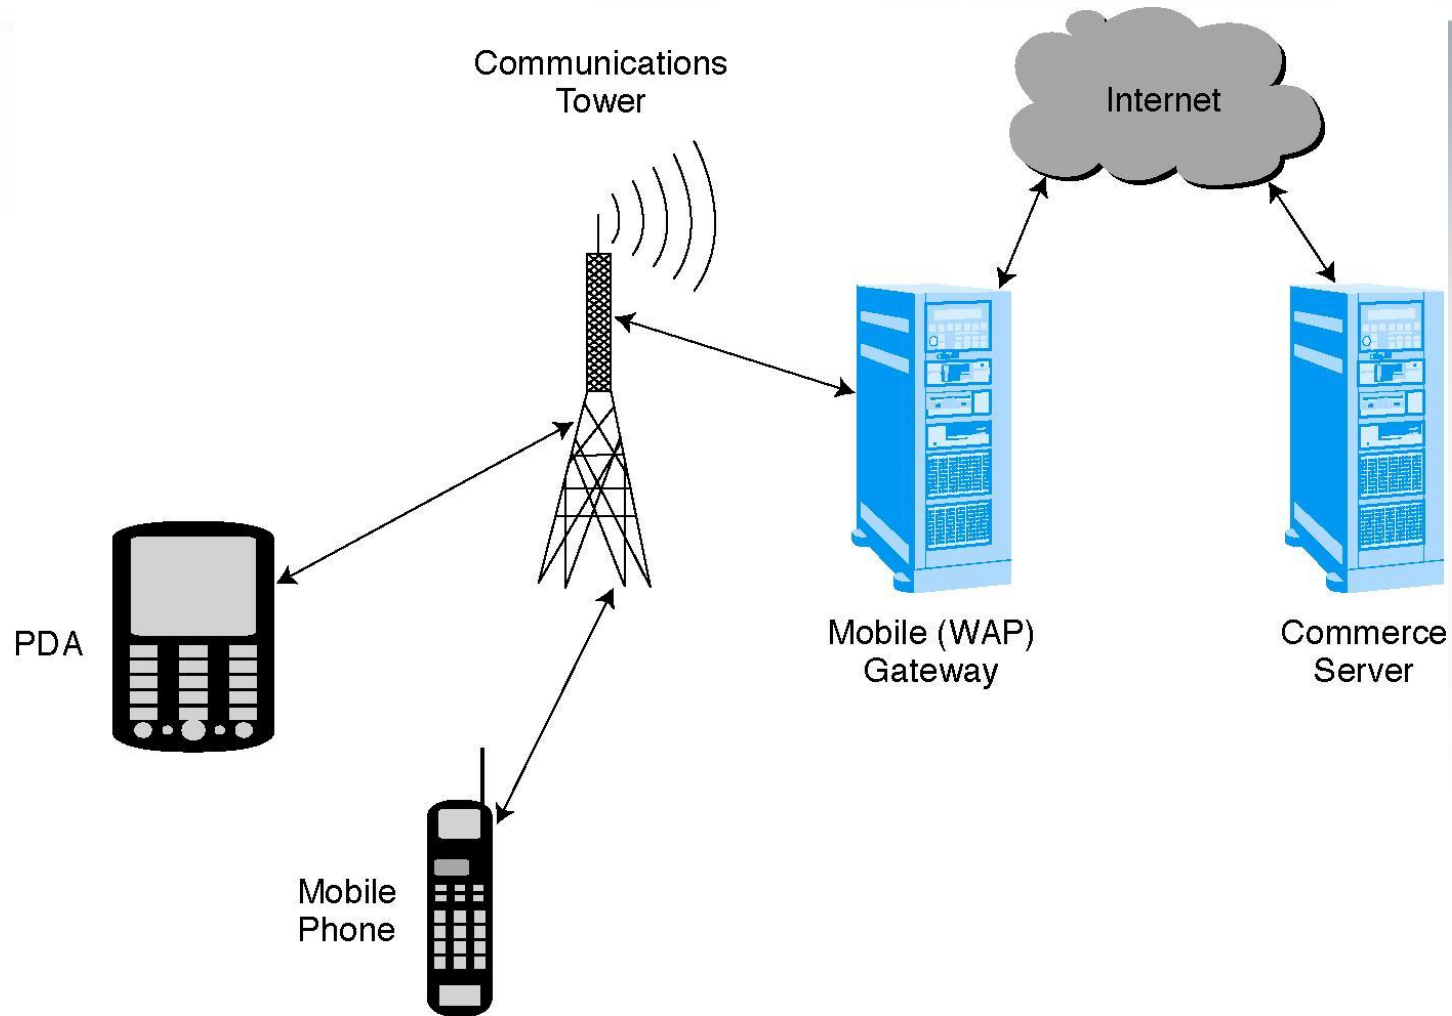 Communications
Tower
Internet
Mobile (WAP)
Gateway
Commerce
Server
PDA
Mobile
Phone